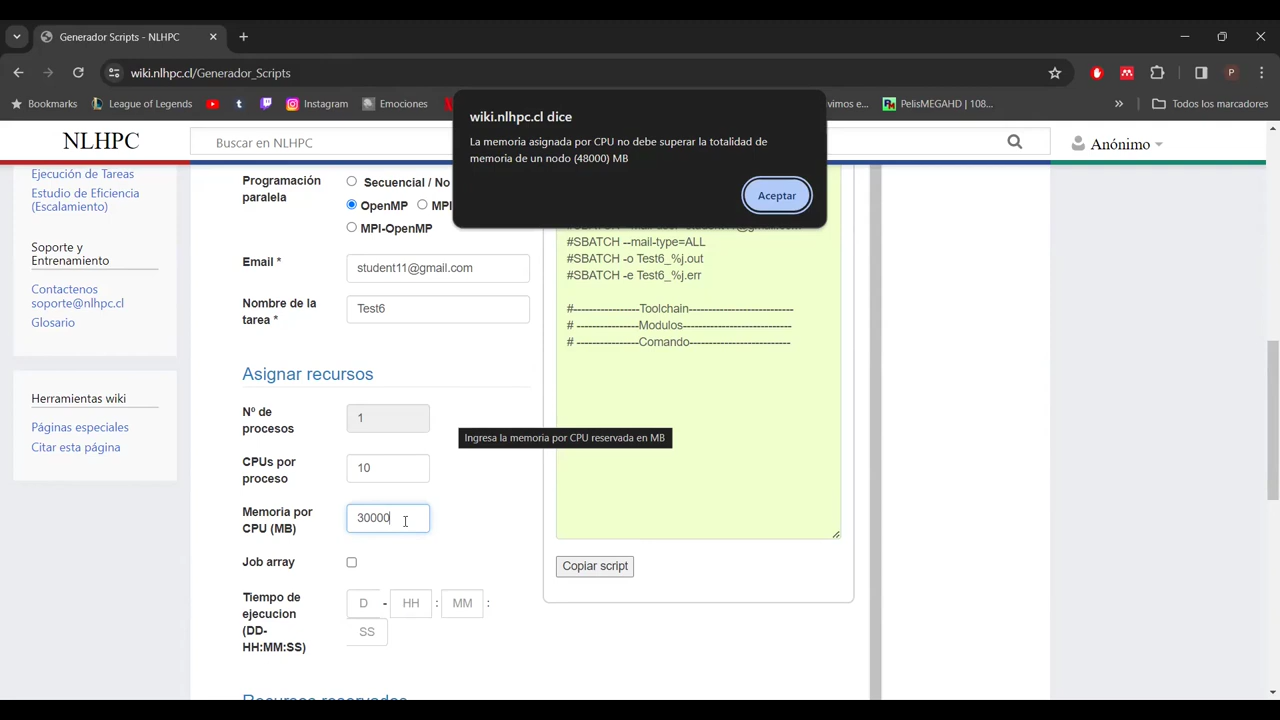 Generador Scripts - NLHPC
wiki.nlhpc.cl/Generador_Scripts
P
Bookmarks
League of Legends
Instagram
Emociones
vimos e...
PelisMEGAHD | 108...
»
Todos los marcadores
NLHPC
Buscar en NLHPC
Anónimo
wiki.nlhpc.cl dice
La memoria asignada por CPU no debe superar la totalidad de
memoria de un nodo (48000) MB
Aceptar
Ejecución de Tareas
Estudio de Eficiencia
(Escalamiento)
Soporte y
Entrenamiento
Contactenos
soporte@nlhpc.cl
Glosario
Herramientas wiki
Páginas especiales
Citar esta página
Programación
paralela
Secuencial / No
OpenMP
MPI
MPI-OpenMP
Email *
student11@gmail.com
Nombre de la
tarea *
Test6
Asignar recursos
Nº de
procesos
1
CPUs por
proceso
10
Memoria por
CPU (MB)
30000
Ingresa la memoria por CPU reservada en MB
Job array
Tiempo de
ejecucion
(DD-
HH:MM:SS)
D - HH : MM :
SS
#SBATCH --mail-type=ALL
#SBATCH -o Test6_%j.out
#SBATCH -e Test6_%j.err
#-----------------Toolchain---------------------------
# ----------------Modulos----------------------------
# ----------------Comando--------------------------
Copiar script